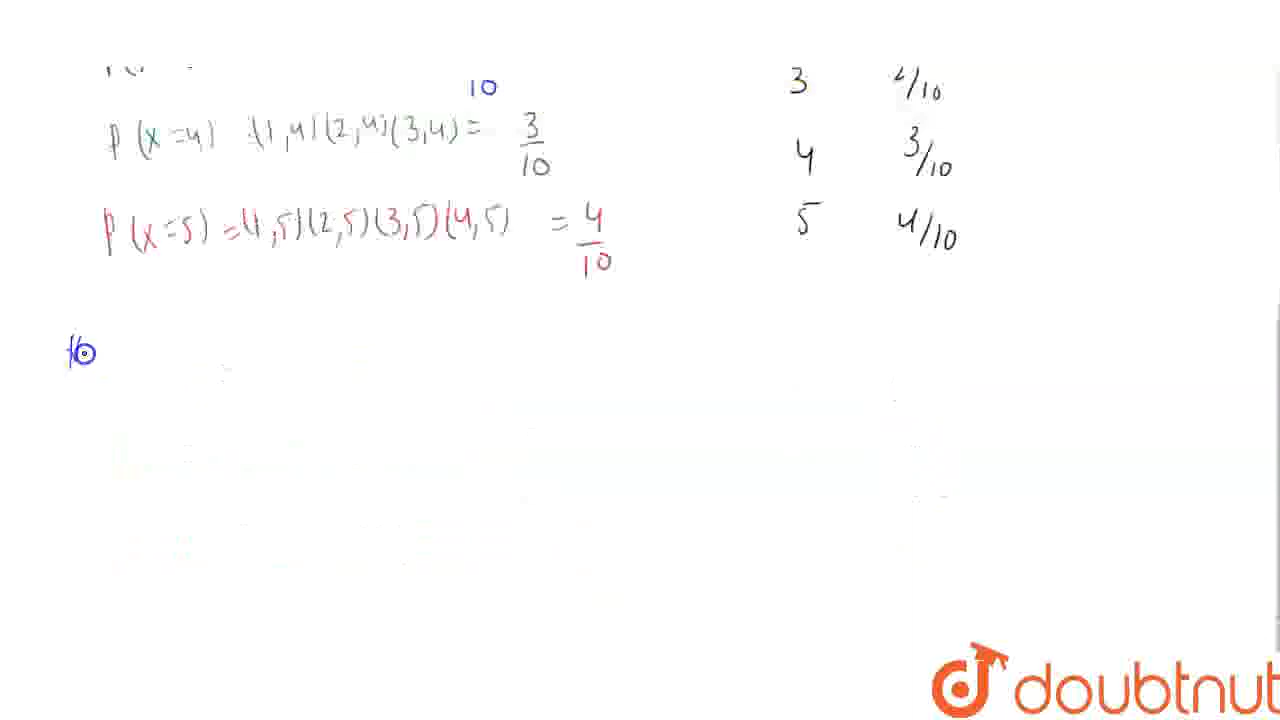 10
3 2/10
P(x=4) (1,4)(2,4)(3,4) = 3/10
4 3/10
P(x=5) = (1,5)(2,5)(3,5)(4,5) = 4/10
5 4/10
doubtnut